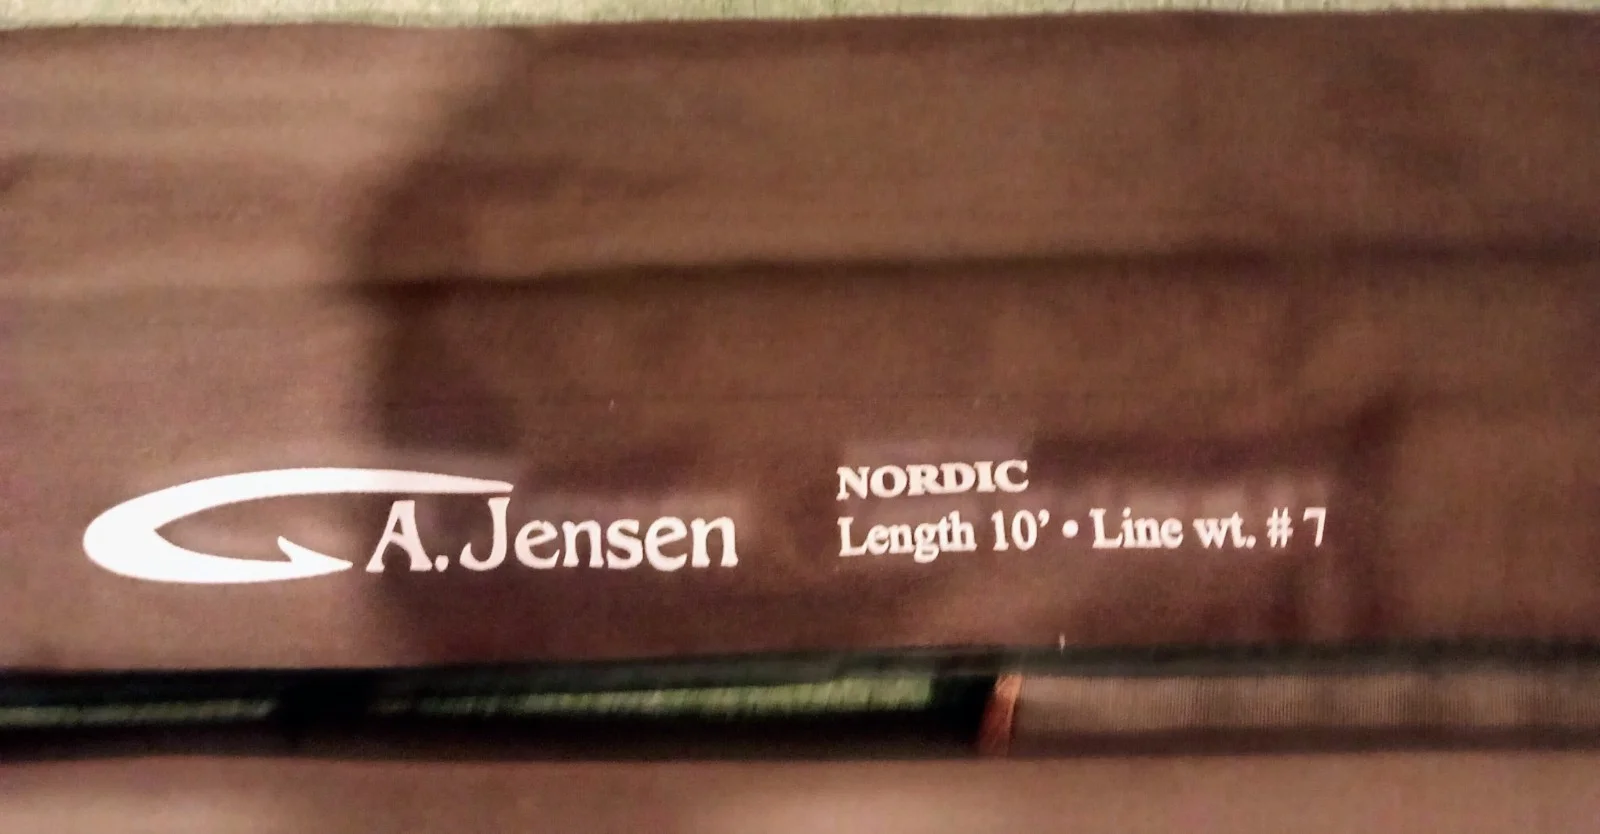 A. Jensen
NORDIC
Length 10’ • Line wt. # 7